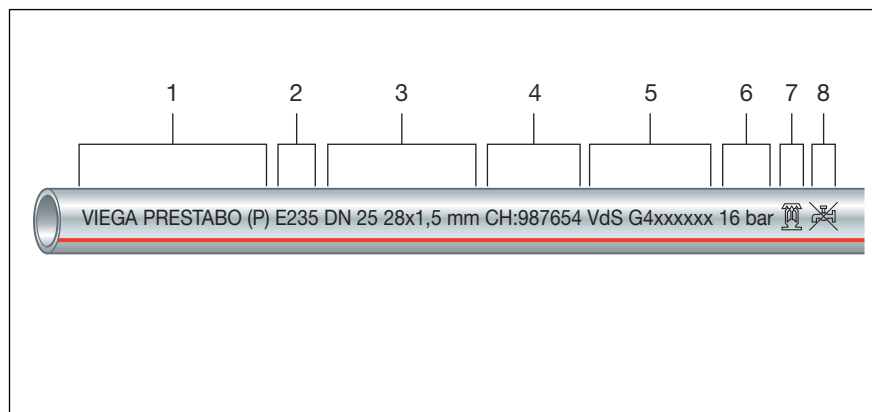 1 2 3 4 5 6 7 8
VIEGA PRESTABO (P) E235 DN 25 28x1,5 mm CH:987654 VdS G4xxxxxx 16 bar